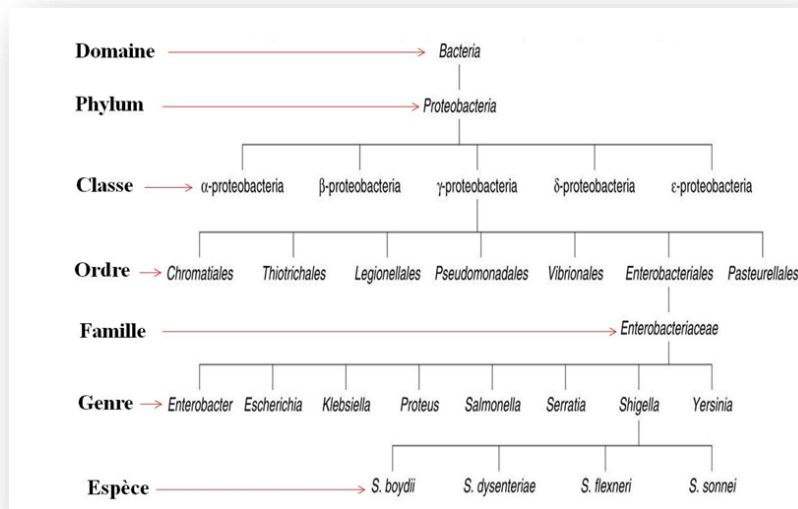 Domaine Bacteria
Phylum Proteobacteria
Classe α-proteobacteria β-proteobacteria γ-proteobacteria δ-proteobacteria ε-proteobacteria
Ordre Chromatiales Thiotrichales Legionellales Pseudomonadales Vibrionales Enterobacteriales Pasteurellales
Famille Enterobacteriaceae
Genre Enterobacter Escherichia Klebsiella Proteus Salmonella Serratia Shigella Yersinia
Espèce S. boydii S. dysenteriae S. flexneri S. sonnei